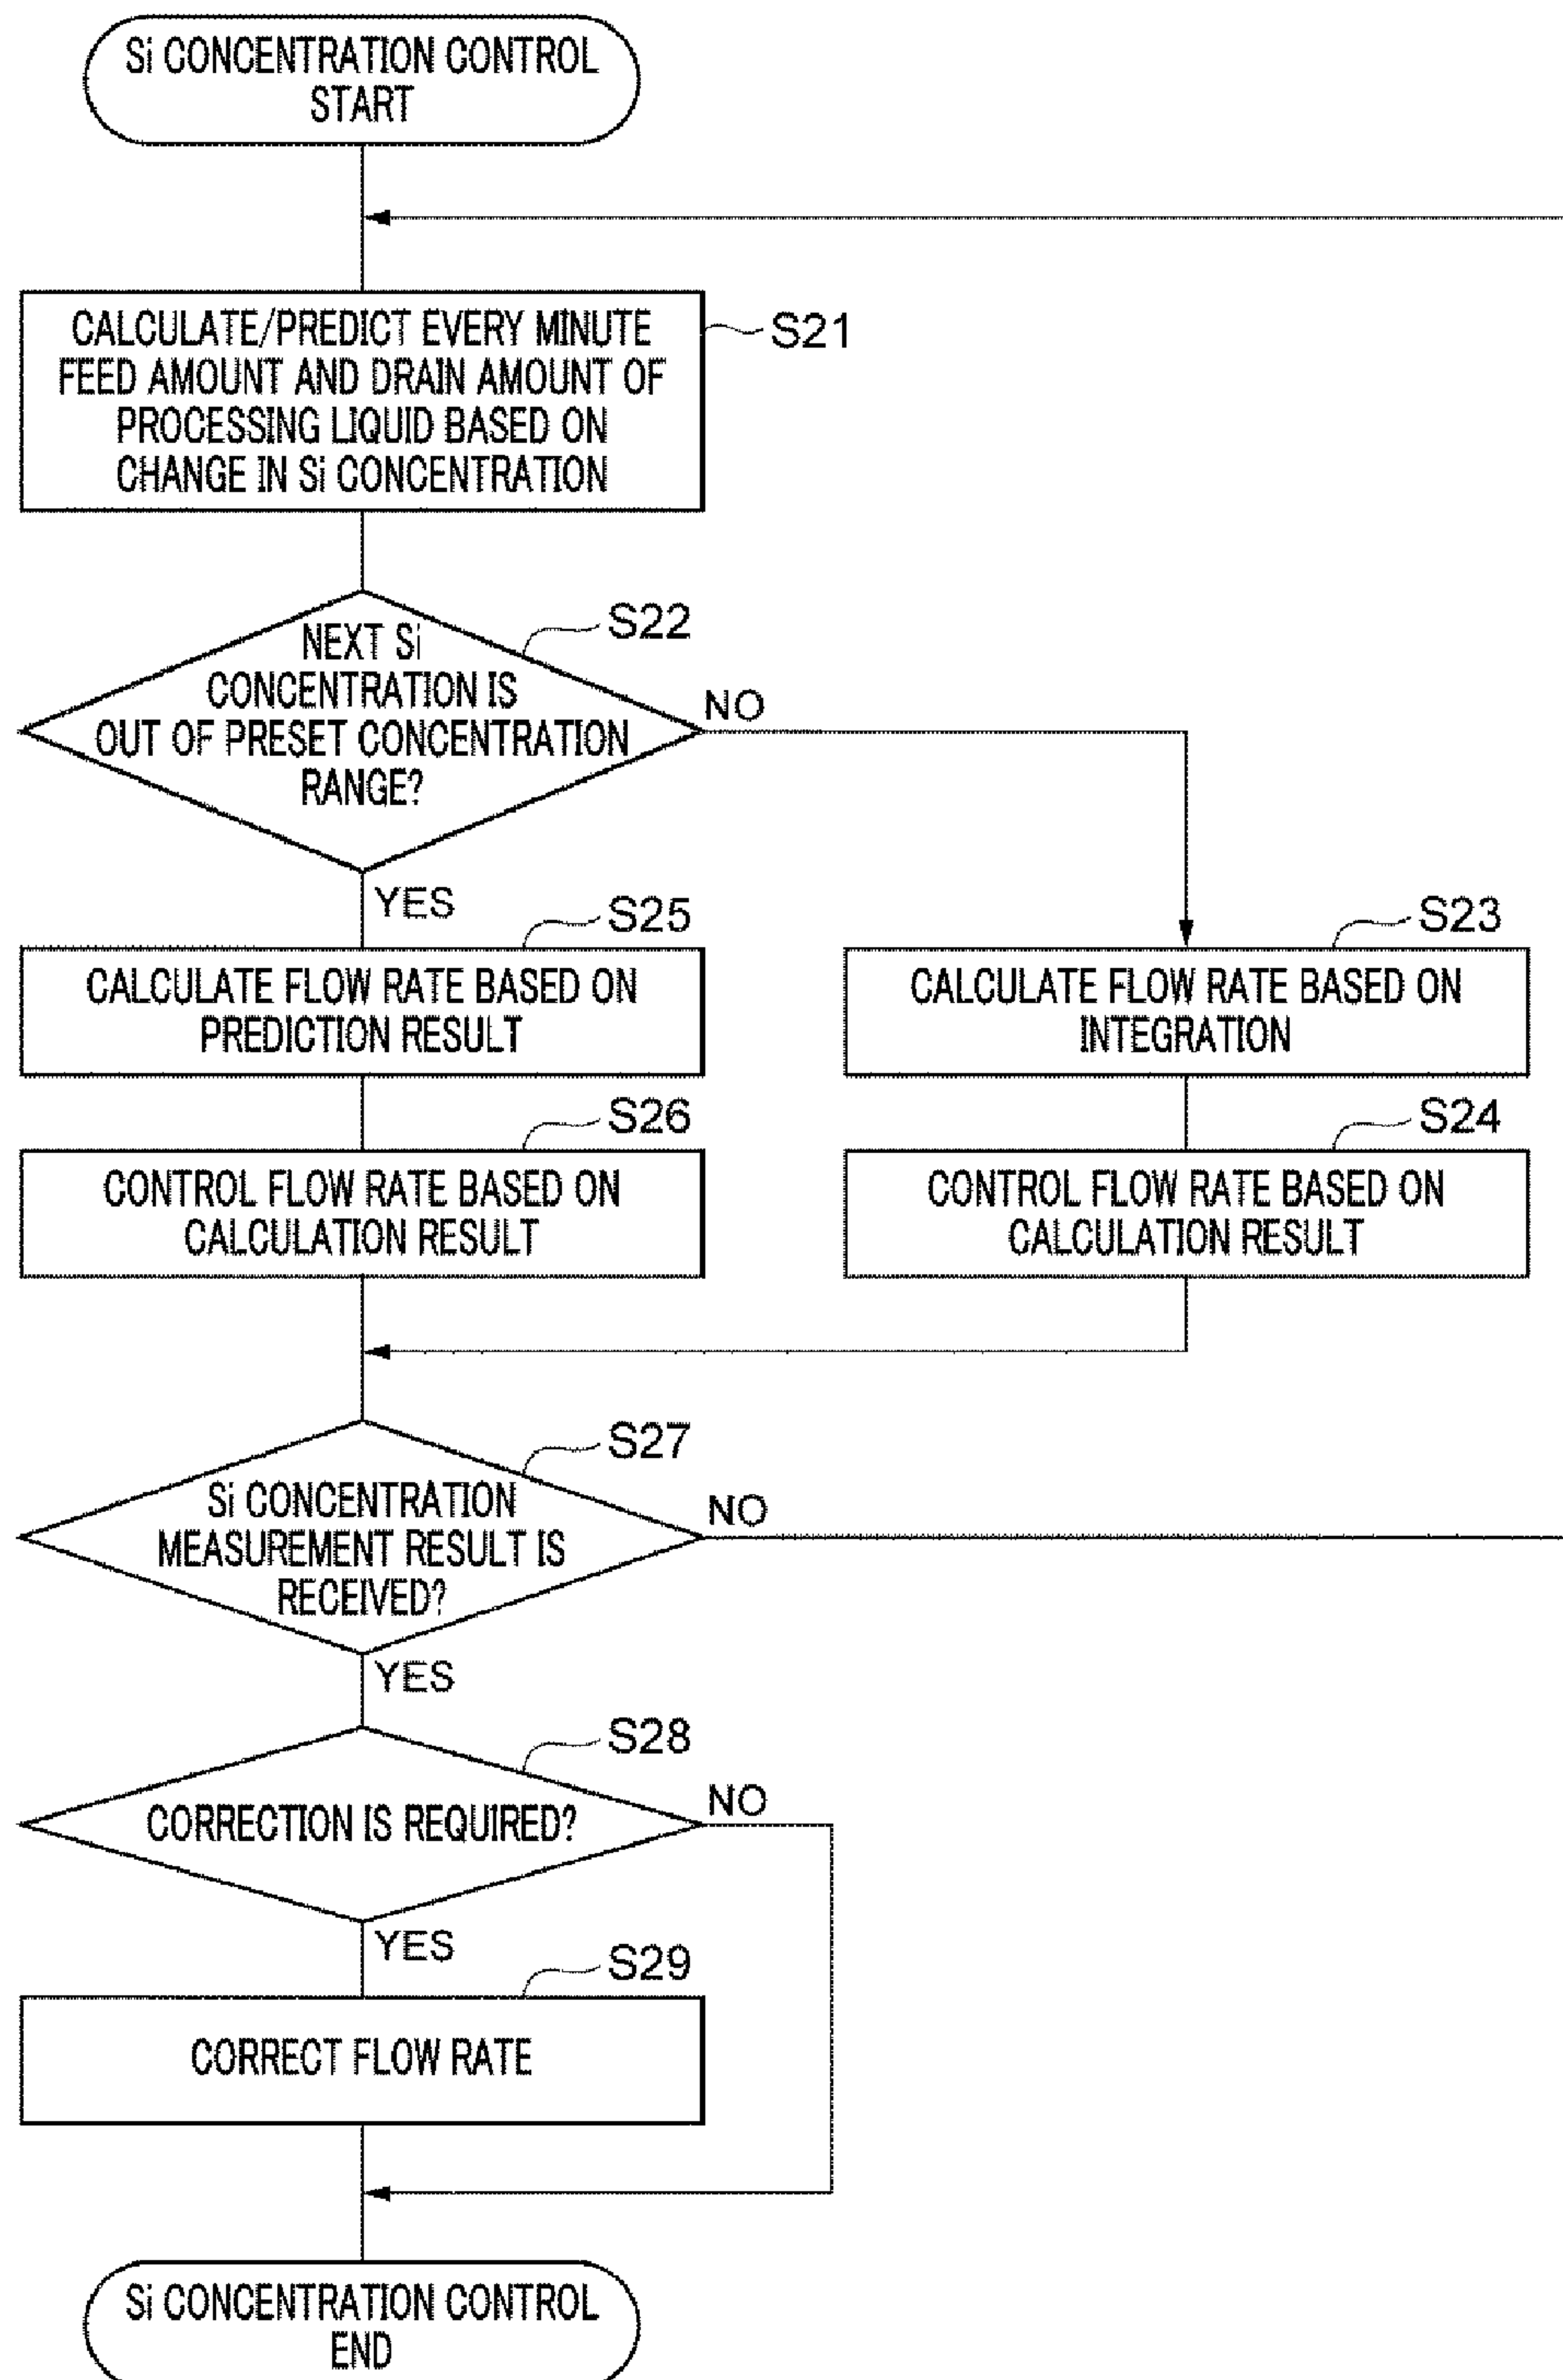 Si CONCENTRATION CONTROL
START
CALCULATE/PREDICT EVERY MINUTE
FEED AMOUNT AND DRAIN AMOUNT OF
PROCESSING LIQUID BASED ON
CHANGE IN Si CONCENTRATION
S21
NEXT Si
CONCENTRATION IS
OUT OF PRESET CONCENTRATION
RANGE?
S22
NO
YES
S25
CALCULATE FLOW RATE BASED ON
PREDICTION RESULT
S23
CALCULATE FLOW RATE BASED ON
INTEGRATION
S26
CONTROL FLOW RATE BASED ON
CALCULATION RESULT
S24
CONTROL FLOW RATE BASED ON
CALCULATION RESULT
S27
Si CONCENTRATION
MEASUREMENT RESULT IS
RECEIVED?
NO
YES
S28
CORRECTION IS REQUIRED?
NO
YES
S29
CORRECT FLOW RATE
Si CONCENTRATION CONTROL
END